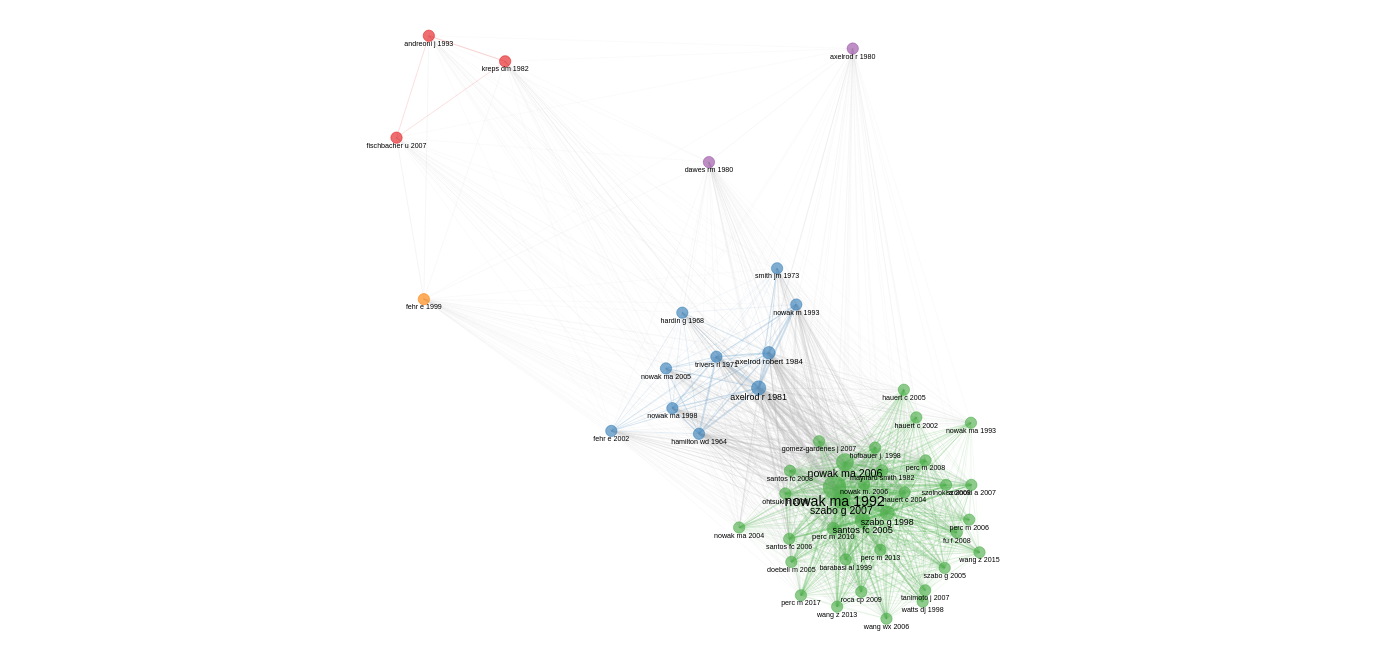 andreoni j 1993
axelrod r 1980
kreps dm 1982
fischbacher u 2007
dawes rm 1980
smith jm 1973
fehr e 1999
nowak m 1993
hardin g 1968
axelrod robert 1984
trivers rl 1971
nowak ma 2005
axelrod r 1981
hauert c 2005
nowak ma 1998
hauert c 2002
nowak ma 1993
fehr e 2002
hamilton wd 1964
gomez-gardenes j 2007
hofbauer j. 1998
perc m 2008
nowak ma 2006
santos fc 2008
maynard smith 1982
nowak m. 2006
szolnoki a 2007
hauert c 2004
nowak ma 1992
szabo g 2007
szabo g 1998
santos fc 2005
perc m 2006
nowak ma 2004
perc m 2010
fu f 2008
santos fc 2006
perc m 2013
wang z 2015
doebeli m 2005
barabasi al 1999
szabo g 2005
tanimoto j 2007
perc m 2017
roca cp 2009
watts dj 1998
wang z 2013
wang wx 2006